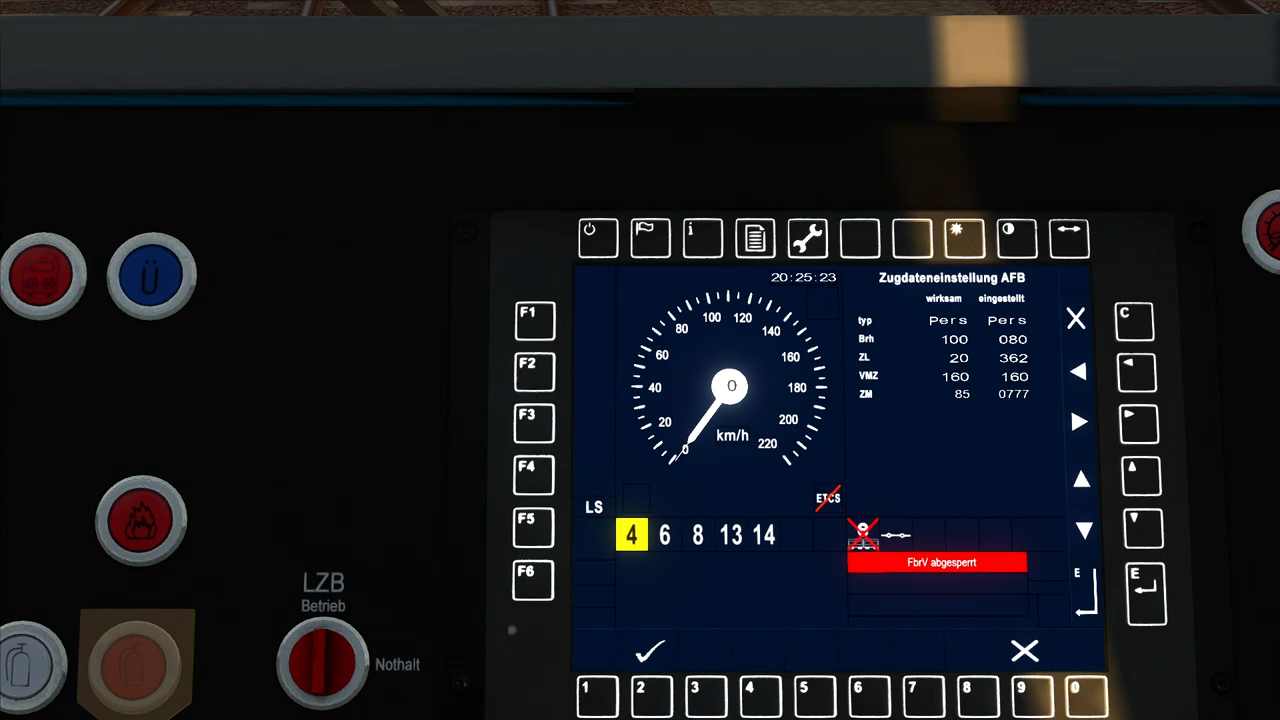 i
20:25:23
Zugdateneinstellung AFB
wirksam eingestellt
typ Pers Pers
Brh 100 080
ZL 20 362
VMZ 160 160
ZM 85 0777
0 20 40 60 80 100 120 140 160 180 200 220
0
km/h
F1
F2
F3
F4
F5
F6
C
E
E
Ü
LS
ETCS
4 6 8 13 14
FbrV abgesperrt
LZB
Betrieb
Nothalt
1 2 3 4 5 6 7 8 9 0